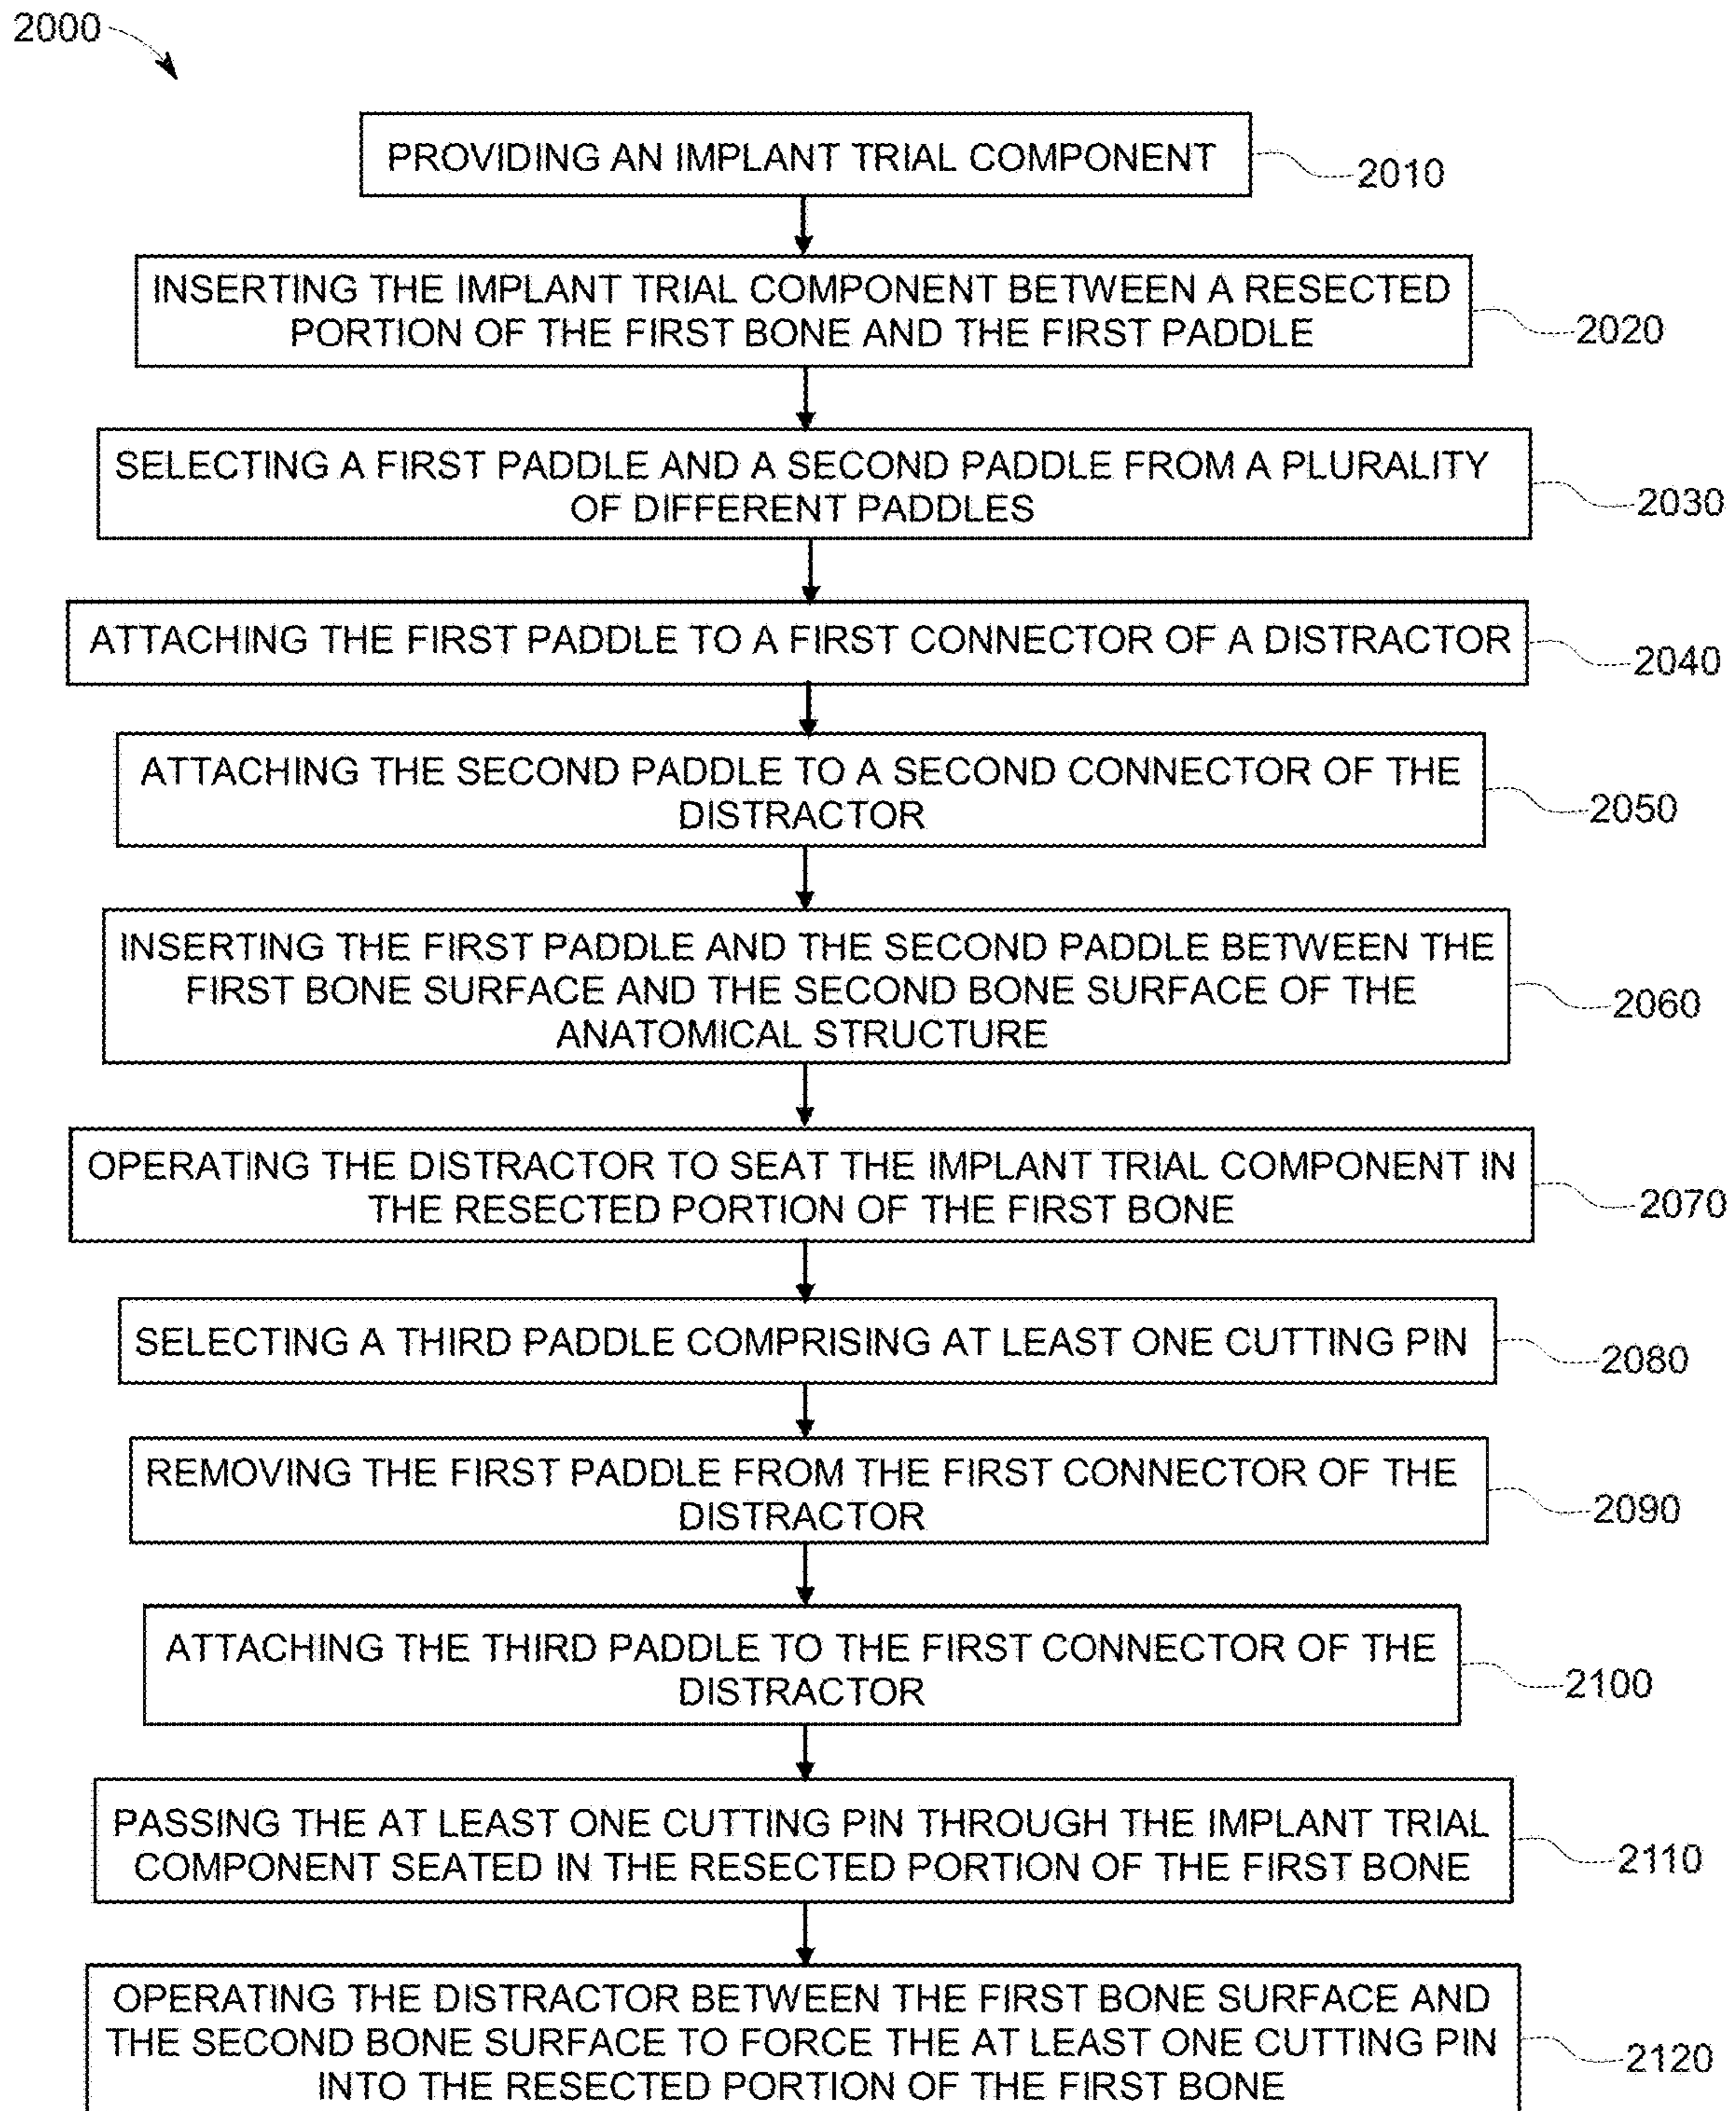 2000
PROVIDING AN IMPLANT TRIAL COMPONENT
2010
INSERTING THE IMPLANT TRIAL COMPONENT BETWEEN A RESECTED
PORTION OF THE FIRST BONE AND THE FIRST PADDLE
2020
SELECTING A FIRST PADDLE AND A SECOND PADDLE FROM A PLURALITY
OF DIFFERENT PADDLES
2030
ATTACHING THE FIRST PADDLE TO A FIRST CONNECTOR OF A DISTRACTOR
2040
ATTACHING THE SECOND PADDLE TO A SECOND CONNECTOR OF THE
DISTRACTOR
2050
INSERTING THE FIRST PADDLE AND THE SECOND PADDLE BETWEEN THE
FIRST BONE SURFACE AND THE SECOND BONE SURFACE OF THE
ANATOMICAL STRUCTURE
2060
OPERATING THE DISTRACTOR TO SEAT THE IMPLANT TRIAL COMPONENT IN
THE RESECTED PORTION OF THE FIRST BONE
2070
SELECTING A THIRD PADDLE COMPRISING AT LEAST ONE CUTTING PIN
2080
REMOVING THE FIRST PADDLE FROM THE FIRST CONNECTOR OF THE
DISTRACTOR
2090
ATTACHING THE THIRD PADDLE TO THE FIRST CONNECTOR OF THE
DISTRACTOR
2100
PASSING THE AT LEAST ONE CUTTING PIN THROUGH THE IMPLANT TRIAL
COMPONENT SEATED IN THE RESECTED PORTION OF THE FIRST BONE
2110
OPERATING THE DISTRACTOR BETWEEN THE FIRST BONE SURFACE AND
THE SECOND BONE SURFACE TO FORCE THE AT LEAST ONE CUTTING PIN
INTO THE RESECTED PORTION OF THE FIRST BONE
2120